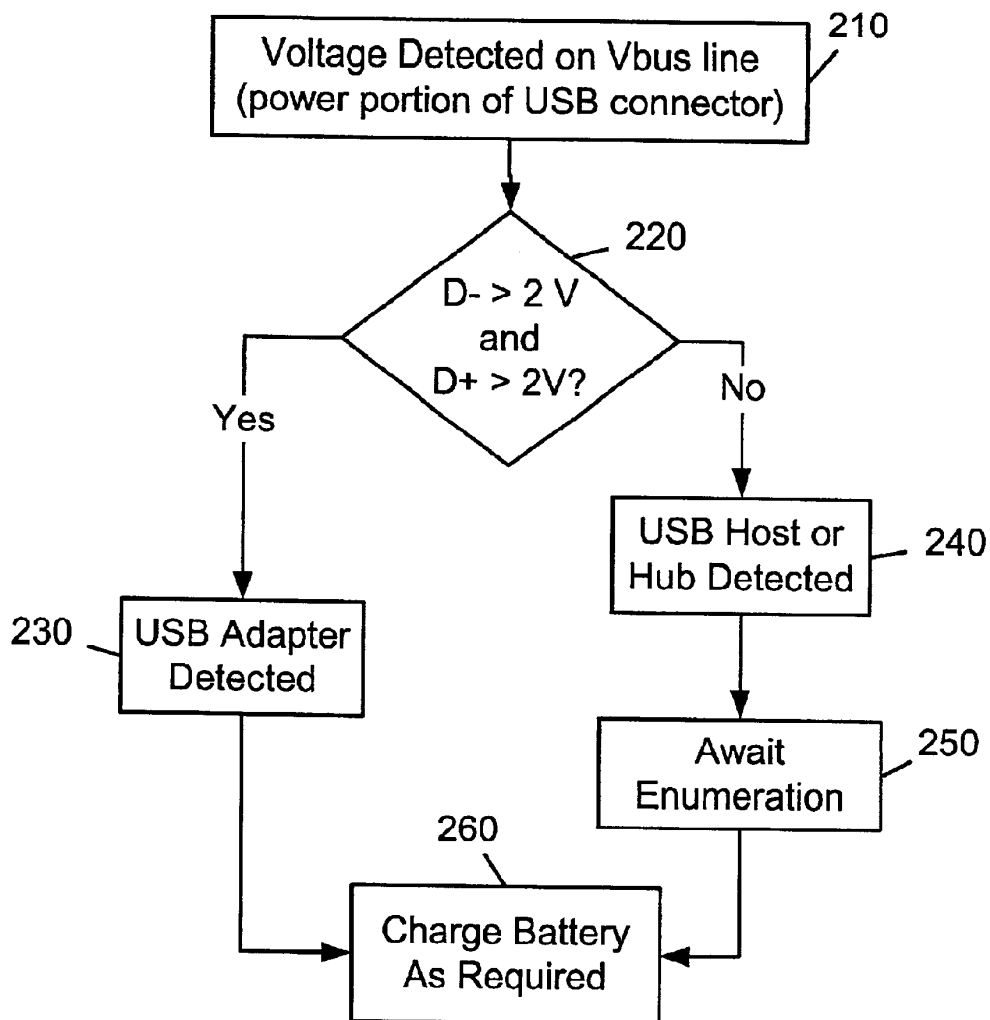 210
Voltage Detected on Vbus line
(power portion of USB connector)
220
D- > 2 V
and
D+ > 2V?
Yes
No
USB Host or
Hub Detected
240
230
USB Adapter
Detected
Await
Enumeration
250
260
Charge Battery
As Required